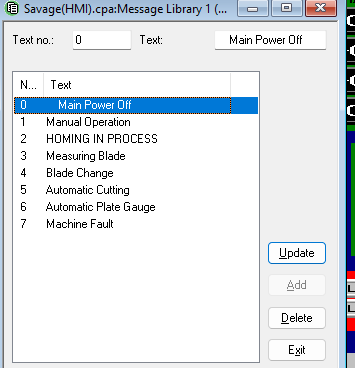 Savage(HMI).cpa:Message Library 1 (...
Text no.: 0 Text: Main Power Off
N... Text
0 Main Power Off
1 Manual Operation
2 HOMING IN PROCESS
3 Measuring Blade
4 Blade Change
5 Automatic Cutting
6 Automatic Plate Gauge
7 Machine Fault
Update
Add
Delete
Exit